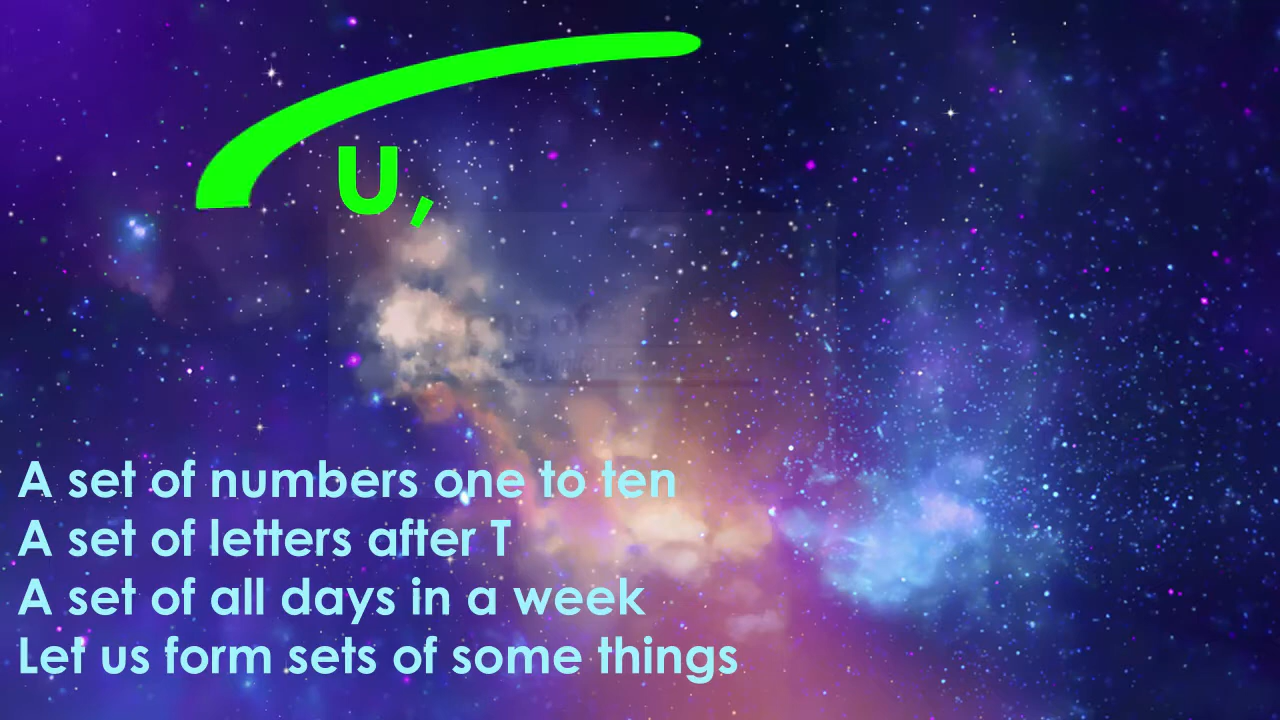 U,
A set of numbers one to ten
A set of letters after T
A set of all days in a week
Let us form sets of some things